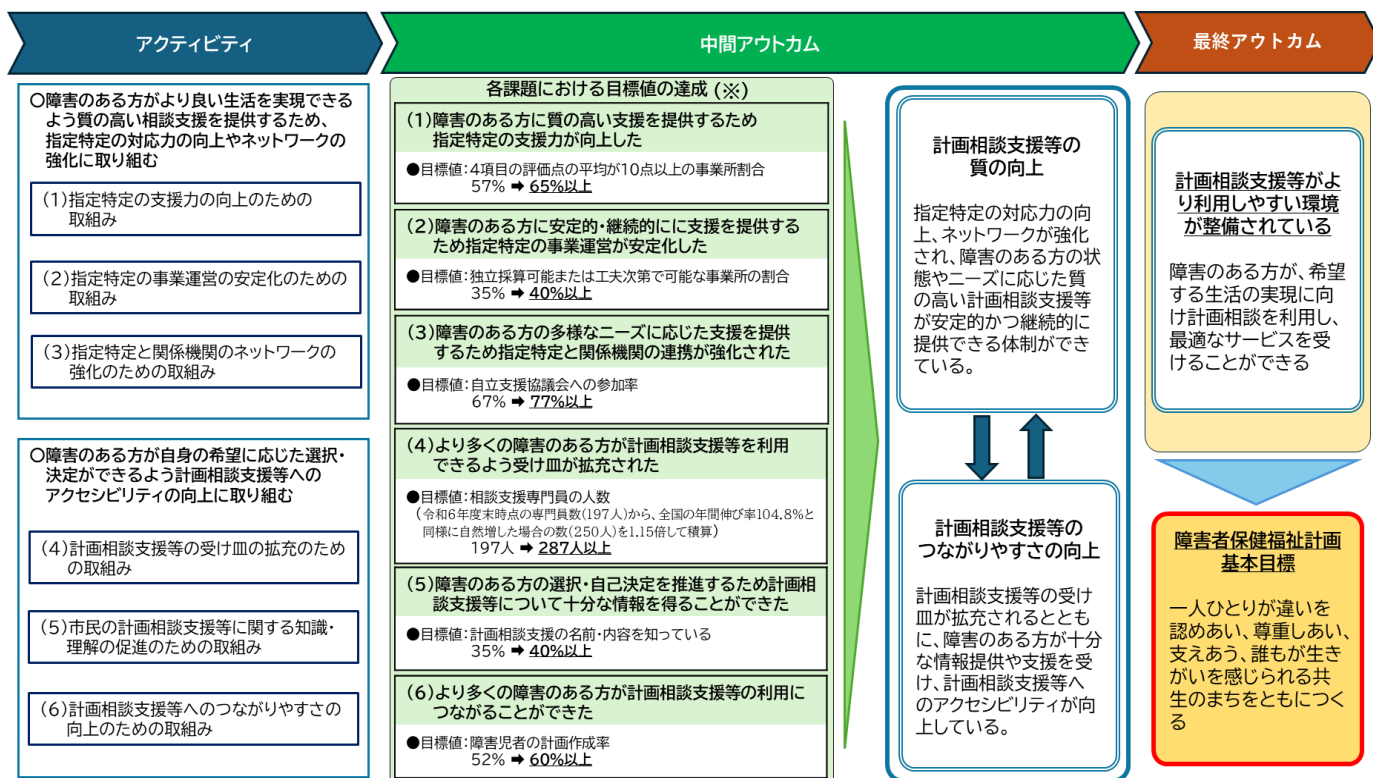 アクティビティ
中間アウトカム
最終アウトカム
〇障害のある方がより良い生活を実現できる
よう質の高い相談支援を提供するため、
指定特定の対応力の向上やネットワークの
強化に取り組む
(1)指定特定の支援力の向上のための
取組み
(2)指定特定の事業運営の安定化のための
取組み
(3)指定特定と関係機関のネットワークの
強化のための取組み
〇障害のある方が自身の希望に応じた選択・
決定ができるよう計画相談支援等への
アクセシビリティの向上に取り組む
(4)計画相談支援等の受け皿の拡充のため
の取組み
(5)市民の計画相談支援等に関する知識・
理解の促進のための取組み
(6)計画相談支援等へのつながりやすさの
向上のための取組み
各課題における目標値の達成(※)
(1)障害のある方に質の高い支援を提供するため
指定特定の支援力が向上した
●目標値:4項目の評価点の平均が10点以上の事業所割合
57% ➡ 65%以上
(2)障害のある方に安定的・継続的にに支援を提供する
ため指定特定の事業運営が安定化した
●目標値:独立採算可能または工夫次第で可能な事業所の割合
35% ➡ 40%以上
(3)障害のある方の多様なニーズに応じた支援を提供
するため指定特定と関係機関の連携が強化された
●目標値:自立支援協議会への参加率
67% ➡ 77%以上
(4)より多くの障害のある方が計画相談支援等を利用
できるよう受け皿が拡充された
●目標値:相談支援専門員の人数
(令和6年度末時点の専門員数(197人)から、全国の年間伸び率104.8%と
同様に自然増した場合の数(250人)を1.15倍して積算)
197人 ➡ 287人以上
(5)障害のある方の選択・自己決定を推進するため計画相
談支援等について十分な情報を得ることができた
●目標値:計画相談支援の名前・内容を知っている
35% ➡ 40%以上
(6)より多くの障害のある方が計画相談支援等の利用に
つながることができた
●目標値:障害児者の計画作成率
52% ➡ 60%以上
計画相談支援等の
質の向上
指定特定の対応力の向
上、ネットワークが強化
され、障害のある方の状
態やニーズに応じた質
の高い計画相談支援等
が安定的かつ継続的に
提供できる体制ができ
ている。
計画相談支援等の
つながりやすさの向上
計画相談支援等の受け
皿が拡充されるととも
に、障害のある方が十分
な情報提供や支援を受
け、計画相談支援等へ
のアクセシビリティが向
上している。
計画相談支援等がよ
り利用しやすい環境
が整備されている
障害のある方が、希望
する生活の実現に向
け計画相談を利用し、
最適なサービスを受
けることができる
障害者保健福祉計画
基本目標
一人ひとりが違いを
認めあい、尊重しあい、
支えあう、誰もが生き
がいを感じられる共
生のまちをともにつく
る